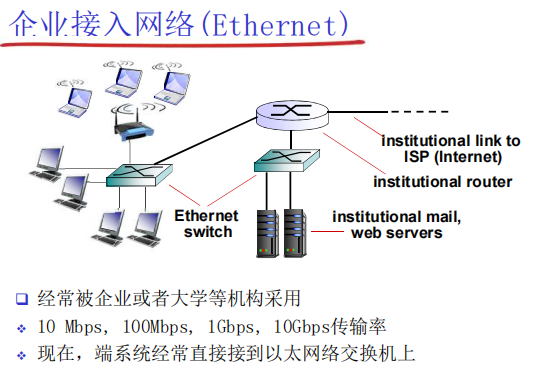 企业接入网络(Ethernet)
Institutional link to
ISP (Internet)
institutional router
Ethernet
switch
institutional mail,
web servers
经常被企业或者大学等机构采用
10 Mbps, 100Mbps, 1Gbps, 10Gbps传输率
现在，端系统经常直接接到以太网络交换机上